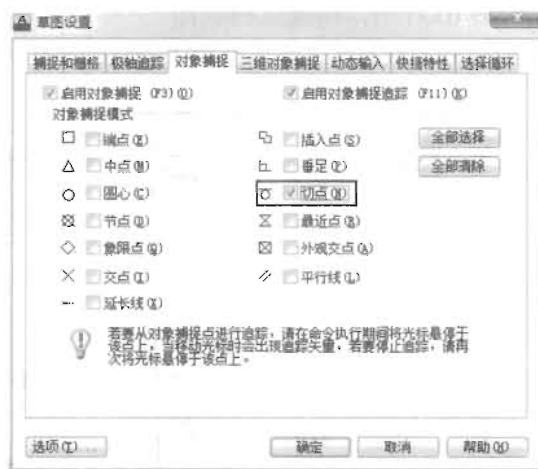 草图设置
捕捉和栅格 极轴追踪 对象捕捉 三维对象捕捉 动态输入 快捷特性 选择循环
启用对象捕捉 (F3)(O) 启用对象捕捉追踪 (F11)(K)
对象捕捉模式
端点(E) 插入点(S) 全部选择
中点(M) 垂足(P) 全部清除
圆心(C) 切点(N)
节点(D) 最近点(R)
象限点(Q) 外观交点(A)
交点(I) 平行线(L)
延长线(X)
若要从对象捕捉点进行追踪，请在命令执行期间将光标悬停于
该点上，当移动光标时会出现追踪矢量，若要停止追踪，请再
次将光标悬停于该点上。
选项(T)... 确定 取消 帮助(H)